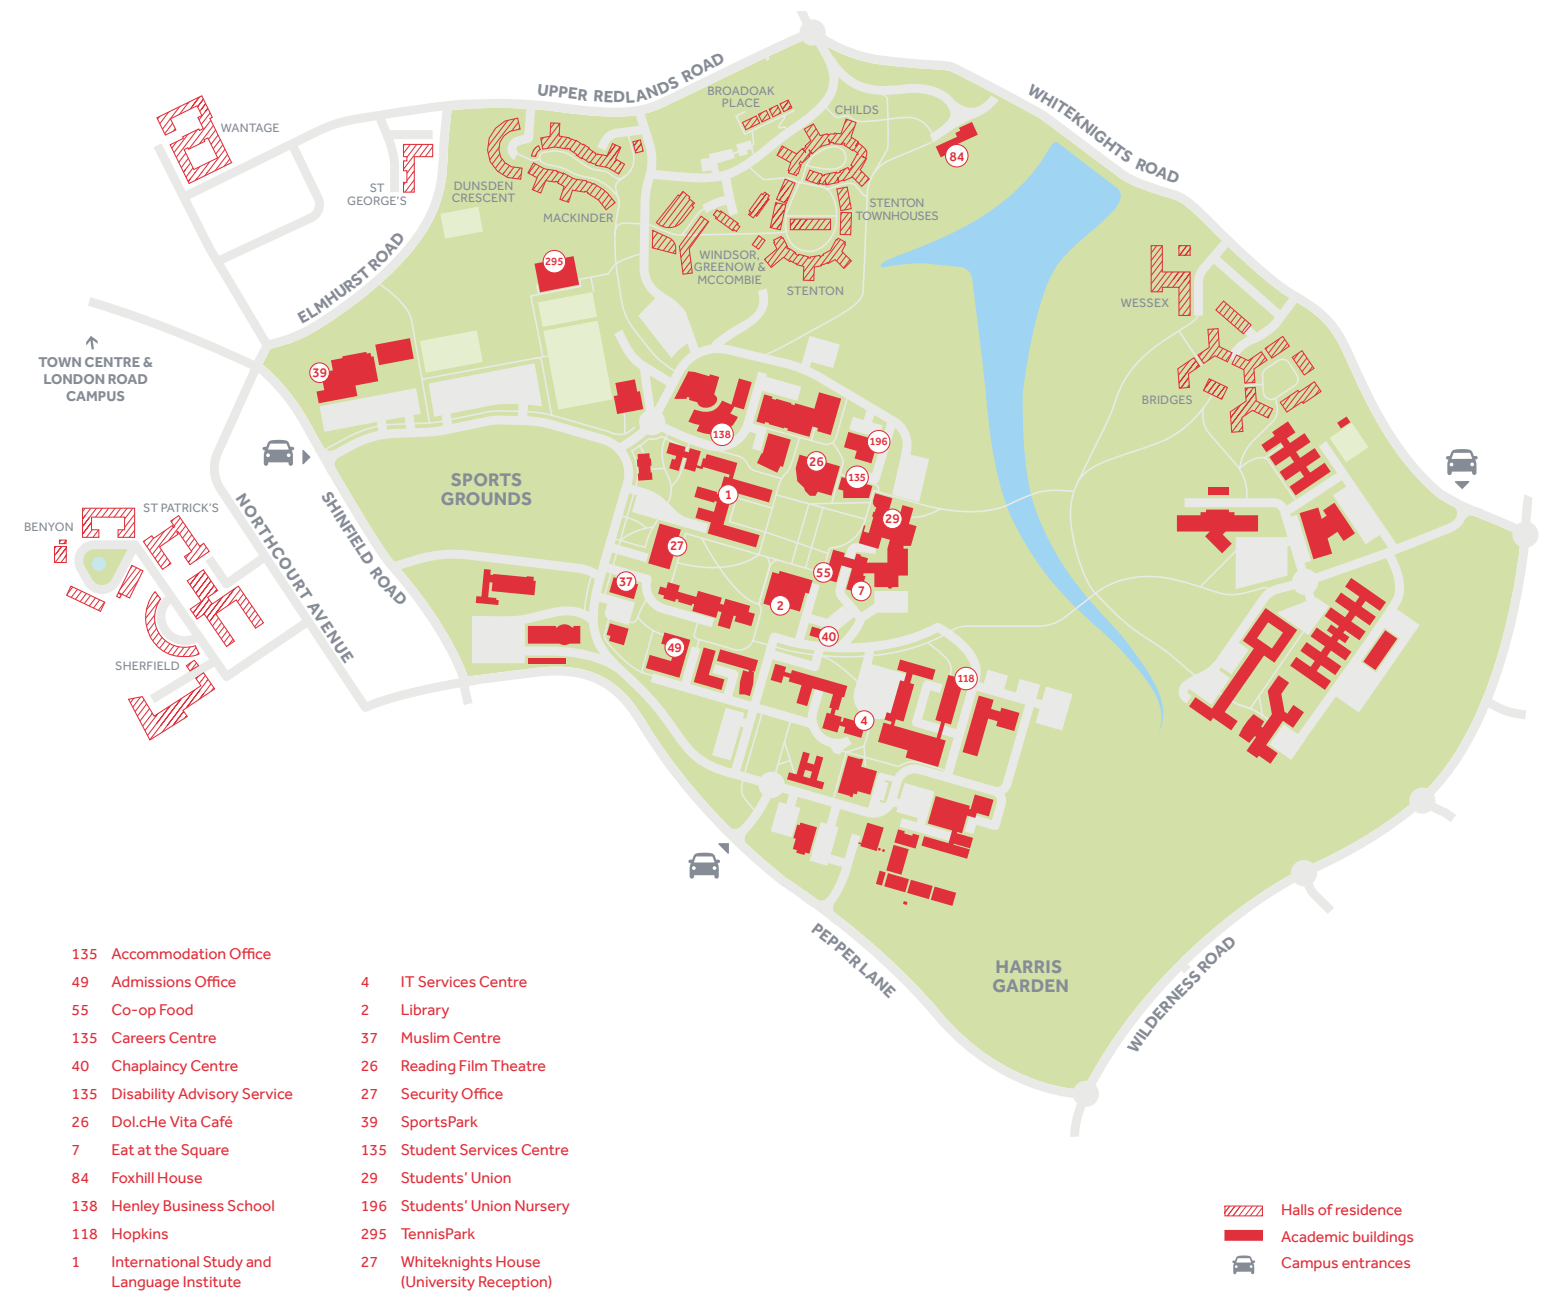 UPPER REDLANDS ROAD
WHITEKNIGHTS ROAD
BROADOAK
PLACE
CHILDS
WANTAGE
84
ST
GEORGE'S
DUNSDEN
CRESCENT
MACKINDER
STENTON
TOWNHOUSES
ELMHURST ROAD
295
WINDSOR,
GREENOW &
MCCOMBIE
STENTON
WESSEX
TOWN CENTRE &
LONDON ROAD
CAMPUS
39
BRIDGES
138
196
26
135
SPORTS
GROUNDS
1
29
ST PATRICK'S
BENYON
NORTHCOURT AVENUE
SHINFIELD ROAD
27
55
37
7
2
40
49
SHERFIELD
118
4
PEPPER LANE
HARRIS
GARDEN
WILDERNESS ROAD
135 Accommodation Office
49 Admissions Office
55 Co-op Food
135 Careers Centre
40 Chaplaincy Centre
135 Disability Advisory Service
26 Dol.cHe Vita Café
7 Eat at the Square
84 Foxhill House
138 Henley Business School
118 Hopkins
1 International Study and
Language Institute
4 IT Services Centre
2 Library
37 Muslim Centre
26 Reading Film Theatre
27 Security Office
39 SportsPark
135 Student Services Centre
29 Students' Union
196 Students' Union Nursery
295 TennisPark
27 Whiteknights House
(University Reception)
Halls of residence
Academic buildings
Campus entrances